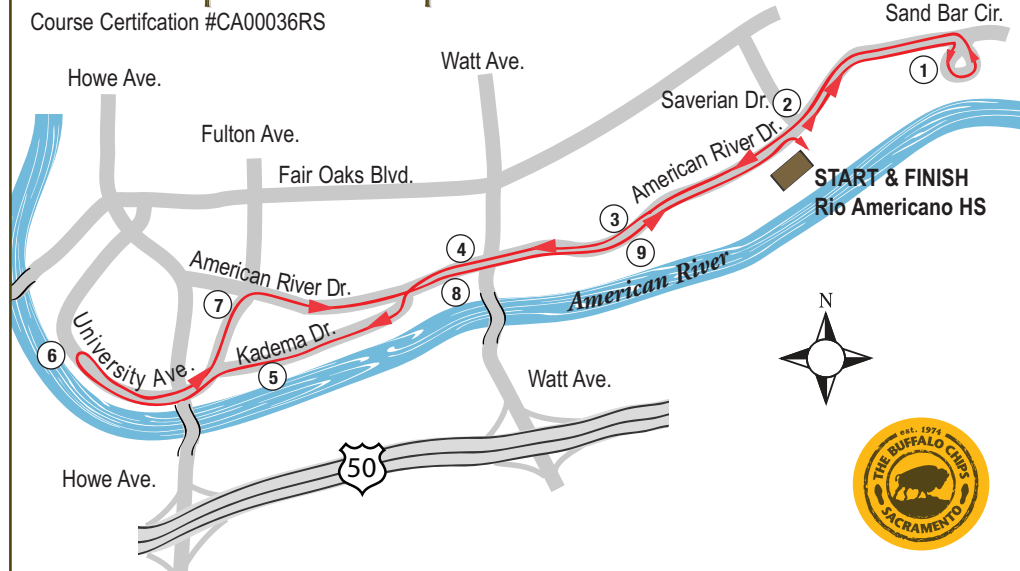 Course Certifcation #CA00036RS
Sand Bar Cir.
Howe Ave.
Watt Ave.
1
Saverian Dr.
2
Fulton Ave.
American River Dr.
Fair Oaks Blvd.
START & FINISH
Rio Americano HS
3
4
9
American River Dr.
American River
8
7
N
University Ave.
Kadema Dr.
6
5
Watt Ave.
50
Howe Ave.
est. 1974
THE BUFFALO CHIPS
SACRAMENTO